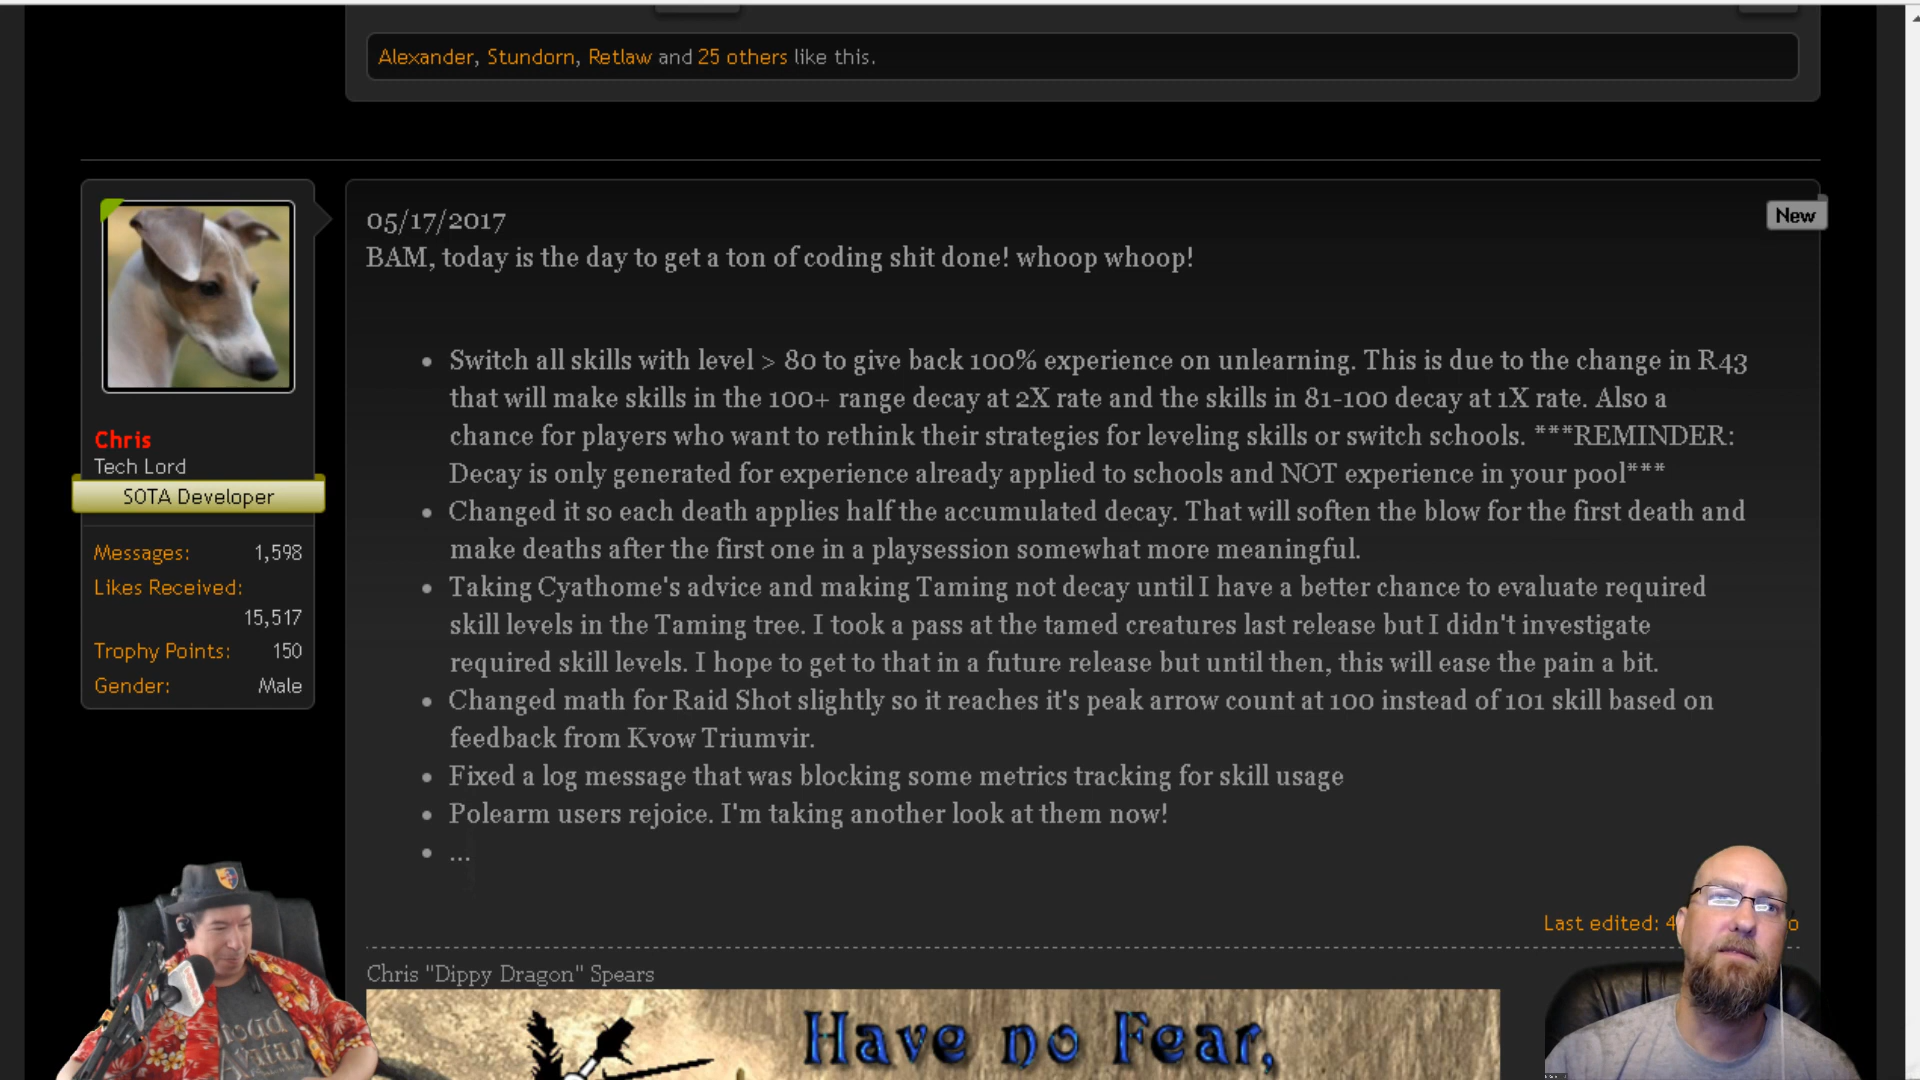 Alexander, Stundorn, Retlaw and 25 others like this.
New
05/17/2017
BAM, today is the day to get a ton of coding shit done! whoop whoop!
• Switch all skills with level > 80 to give back 100% experience on unlearning. This is due to the change in R43
that will make skills in the 100+ range decay at 2X rate and the skills in 81-100 decay at 1X rate. Also a
chance for players who want to rethink their strategies for leveling skills or switch schools. ***REMINDER:
Decay is only generated for experience already applied to schools and NOT experience in your pool***
• Changed it so each death applies half the accumulated decay. That will soften the blow for the first death and
make deaths after the first one in a playsession somewhat more meaningful.
• Taking Cyathome's advice and making Taming not decay until I have a better chance to evaluate required
skill levels in the Taming tree. I took a pass at the tamed creatures last release but I didn't investigate
required skill levels. I hope to get to that in a future release but until then, this will ease the pain a bit.
• Changed math for Raid Shot slightly so it reaches it's peak arrow count at 100 instead of 101 skill based on
feedback from Kvow Triumvir.
• Fixed a log message that was blocking some metrics tracking for skill usage
• Polearm users rejoice. I'm taking another look at them now!
• ...
Chris
Tech Lord
SOTA Developer
Messages: 1,598
Likes Received:
15,517
Trophy Points: 150
Gender: Male
Last edited: 4
Chris "Dippy Dragon" Spears
Have no Fear,